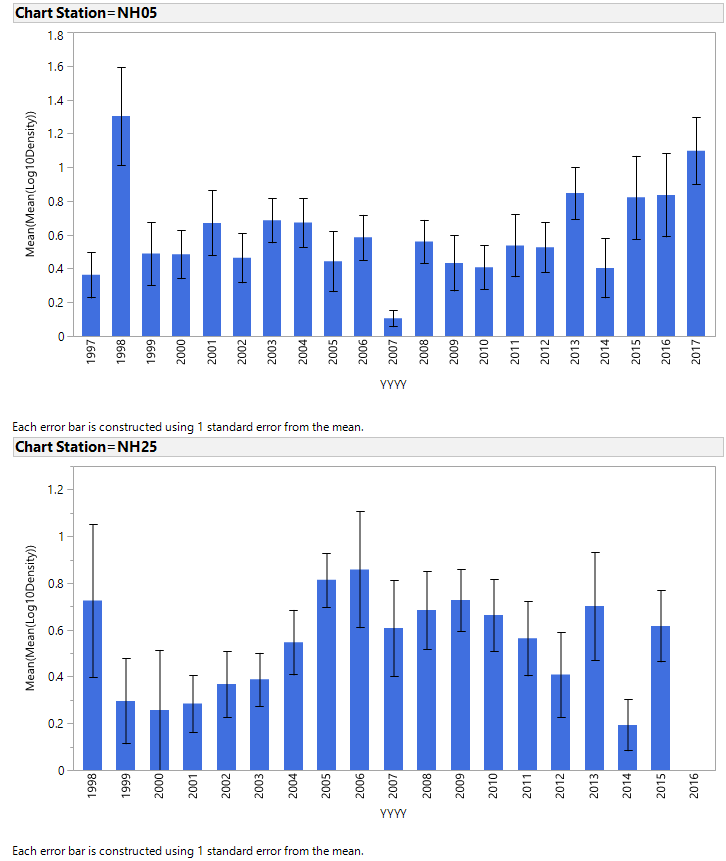 Chart Station=NH05
1.8
1.6
1.4
1.2
1
0.8
0.6
0.4
0.2
0
Mean(Mean(Log10Density))
1997 1998 1999 2000 2001 2002 2003 2004 2005 2006 2007 2008 2009 2010 2011 2012 2013 2014 2015 2016 2017
YYYY
Each error bar is constructed using 1 standard error from the mean.
Chart Station=NH25
1.2
1
0.8
0.6
0.4
0.2
0
Mean(Mean(Log10Density))
1998 1999 2000 2001 2002 2003 2004 2005 2006 2007 2008 2009 2010 2011 2012 2013 2014 2015 2016
YYYY
Each error bar is constructed using 1 standard error from the mean.